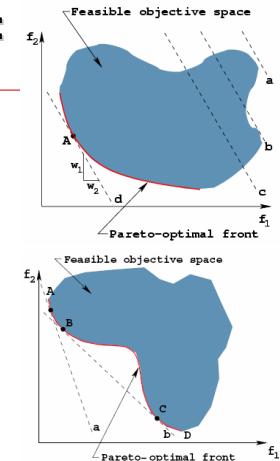 Feasible objective space
f2
a
A
b
w1
w2
c
d
f1
Pareto-optimal front
Feasible objective space
f2
A
B
C
a
b
D
f1
Pareto-optimal front